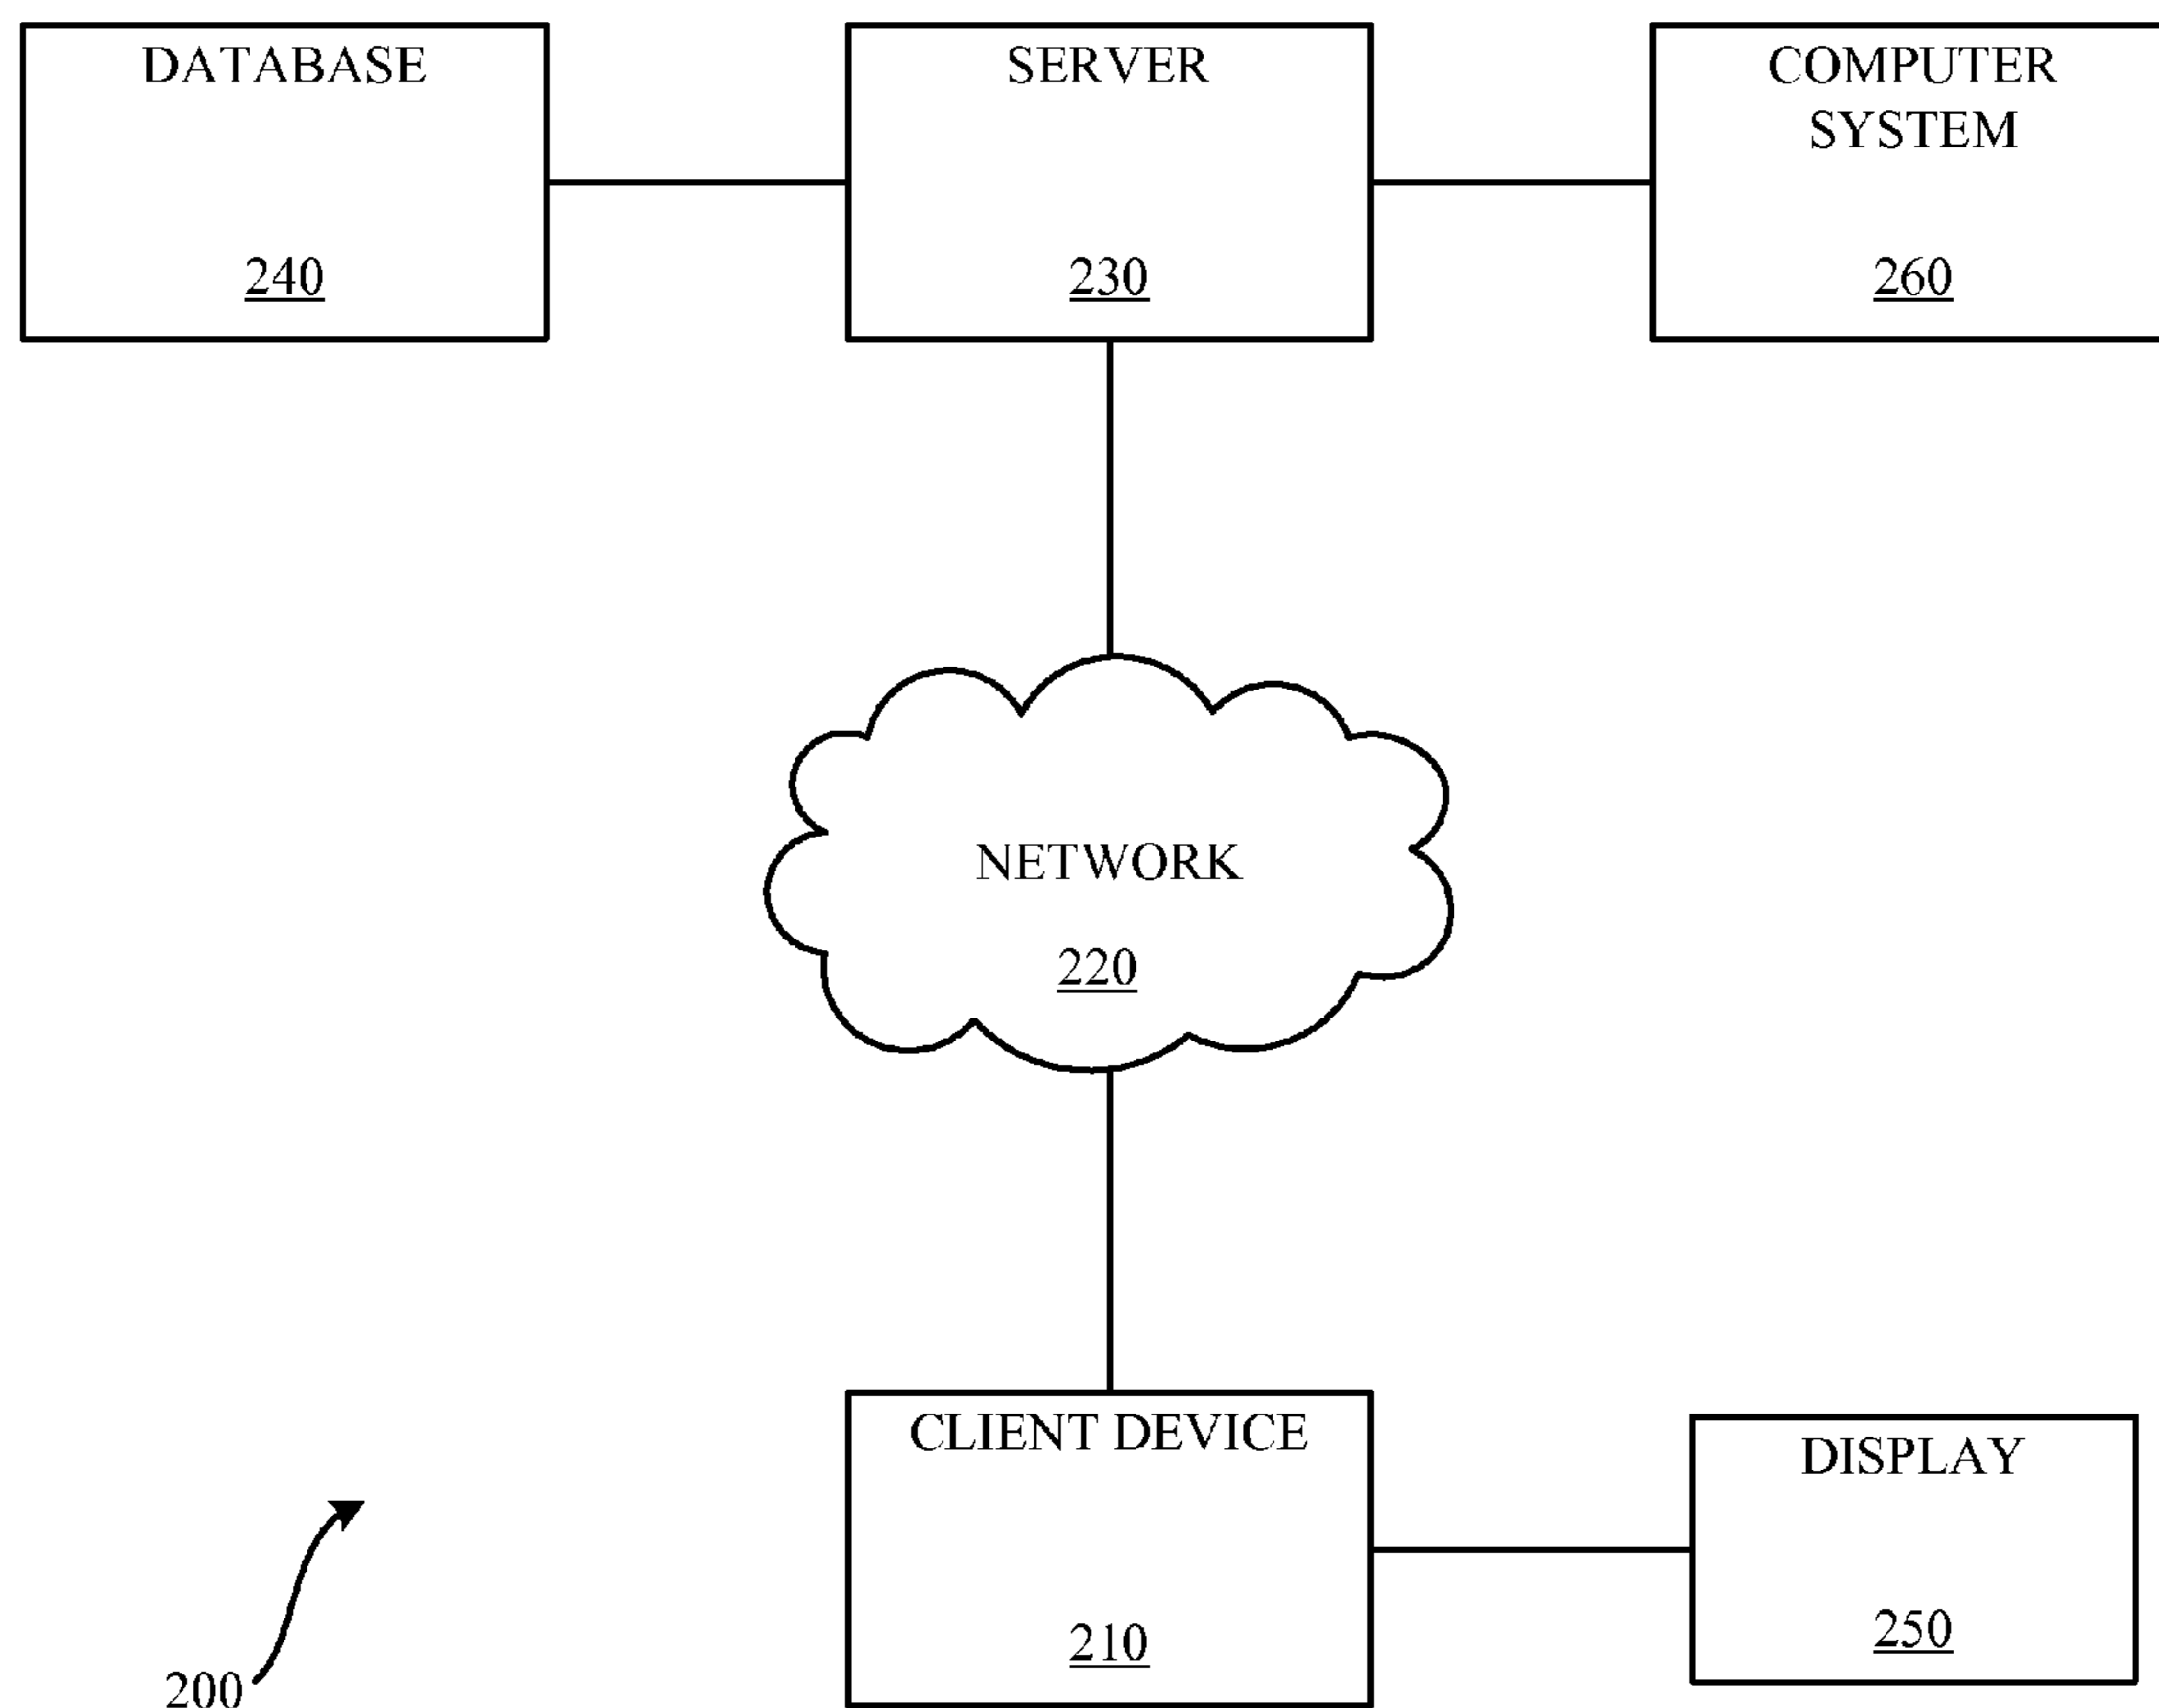 DATABASE
240
SERVER
230
COMPUTER
SYSTEM
260
NETWORK
220
CLIENT DEVICE
210
DISPLAY
250
200